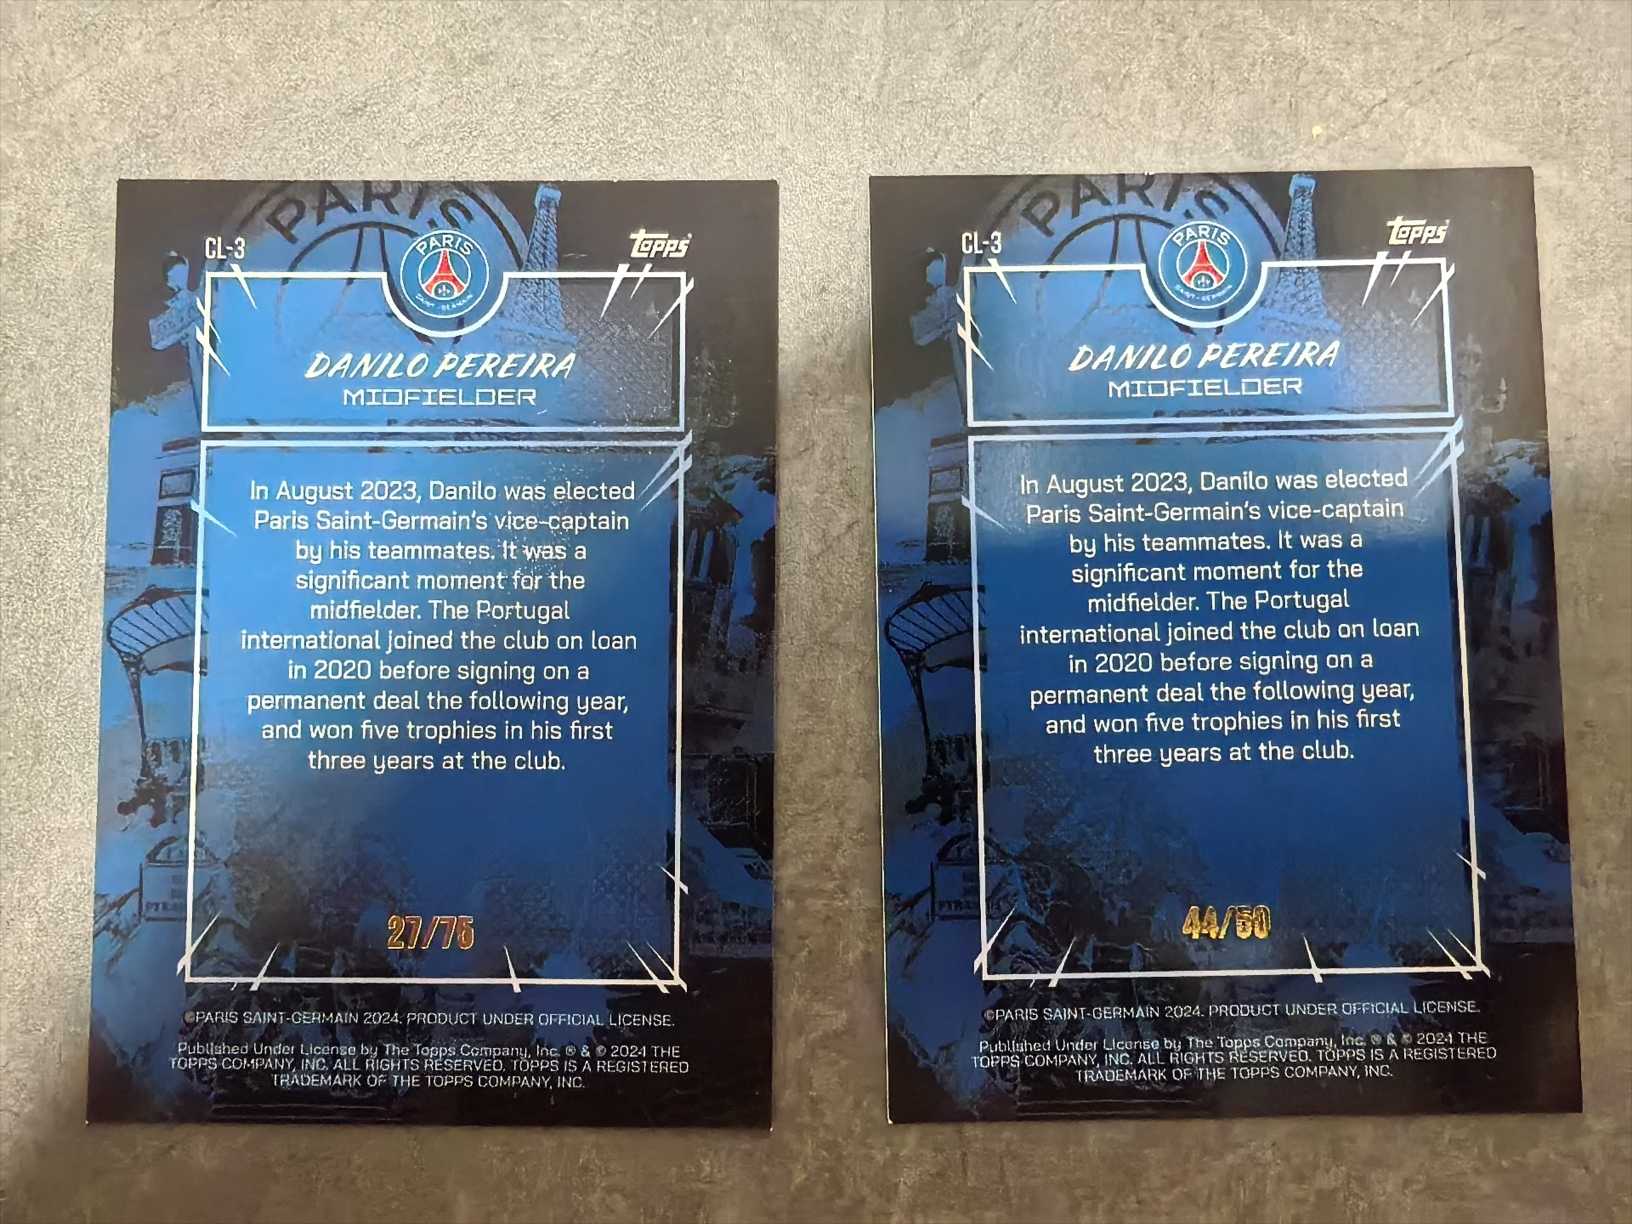 PARIS
CL-3
PARIS
SAINT-GERMAIN
Topps
DANILO PEREIRA
MIDFIELDER
In August 2023, Danilo was elected
Paris Saint-Germain's vice-captain
by his teammates. It was a
significant moment for the
midfielder. The Portugal
international joined the club on loan
in 2020 before signing on a
permanent deal the following year,
and won five trophies in his first
three years at the club.
27/75
©PARIS SAINT-GERMAIN 2024. PRODUCT UNDER OFFICIAL LICENSE.
Published Under License by The Topps Company, Inc. ® & © 2024 THE
TOPPS COMPANY, INC. ALL RIGHTS RESERVED. TOPPS IS A REGISTERED
TRADEMARK OF THE TOPPS COMPANY, INC.
PARIS
CL-3
PARIS
SAINT-GERMAIN
Topps
DANILO PEREIRA
MIDFIELDER
In August 2023, Danilo was elected
Paris Saint-Germain's vice-captain
by his teammates. It was a
significant moment for the
midfielder. The Portugal
international joined the club on loan
in 2020 before signing on a
permanent deal the following year,
and won five trophies in his first
three years at the club.
44/50
©PARIS SAINT-GERMAIN 2024. PRODUCT UNDER OFFICIAL LICENSE.
Published Under License by The Topps Company, Inc. ® & © 2024 THE
TOPPS COMPANY, INC. ALL RIGHTS RESERVED. TOPPS IS A REGISTERED
TRADEMARK OF THE TOPPS COMPANY, INC.